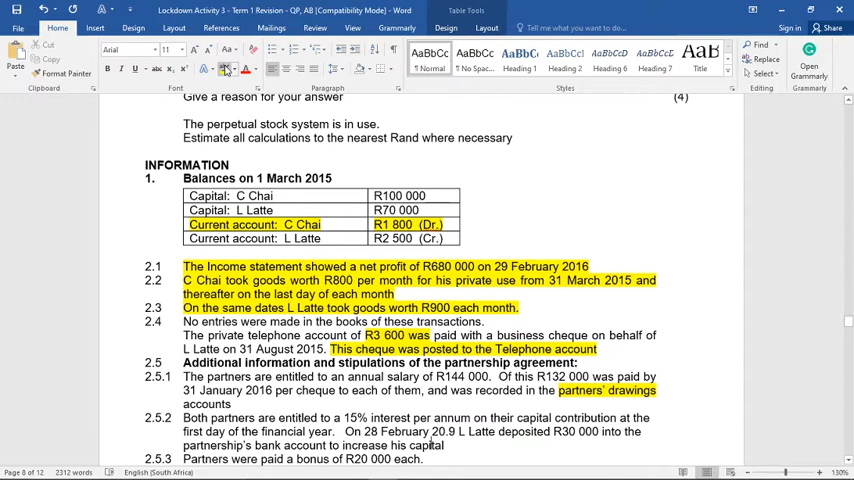 Lockdown Activity 3 - Term 1 Revision - QP, AB [Compatibility Mode] - Word
Table Tools
File
Home
Insert
Draw
Design
Layout
References
Mailings
Review
View
Grammarly
Design
Layout
Tell me what you want to do...
Sign in
Share
Paste
Cut
Copy
Format Painter
Clipboard
Arial
11
Font
Paragraph
AaBbCc
¶ Normal
AaBbCc
¶ No Spac...
AaBbCc
Heading 1
AaBbCc
Heading 2
AaBbCcD
Heading 6
AaBbCcD
Heading 7
AaB
Title
Styles
Find
Replace
Select
Editing
Open
Grammarly
Grammarly
Give a reason for your answer (4)
The perpetual stock system is in use.
Estimate all calculations to the nearest Rand where necessary
INFORMATION
1. Balances on 1 March 2015
Capital: C Chai R100 000
Capital: L Latte R70 000
Current account: C Chai R1 800 (Dr.)
Current account: L Latte R2 500 (Cr.)
2.1 The Income statement showed a net profit of R680 000 on 29 February 2016
2.2 C Chai took goods worth R800 per month for his private use from 31 March 2015 and
thereafter on the last day of each month
2.3 On the same dates L Latte took goods worth R900 each month.
2.4 No entries were made in the books of these transactions.
The private telephone account of R3 600 was paid with a business cheque on behalf of
L Latte on 31 August 2015. This cheque was posted to the Telephone account
2.5 Additional information and stipulations of the partnership agreement:
2.5.1 The partners are entitled to an annual salary of R144 000. Of this R132 000 was paid by
31 January 2016 per cheque to each of them, and was recorded in the partners' drawings
accounts
2.5.2 Both partners are entitled to a 15% interest per annum on their capital contribution at the
first day of the financial year. On 28 February 20.9 L Latte deposited R30 000 into the
partnership's bank account to increase his capital
2.5.3 Partners were paid a bonus of R20 000 each.
Page 8 of 12
2312 words
English (South Africa)
100%